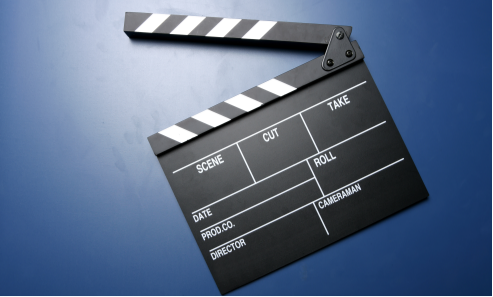 SCENE CUT TAKE
DATE ROLL
PROD.CO.
DIRECTOR CAMERAMAN